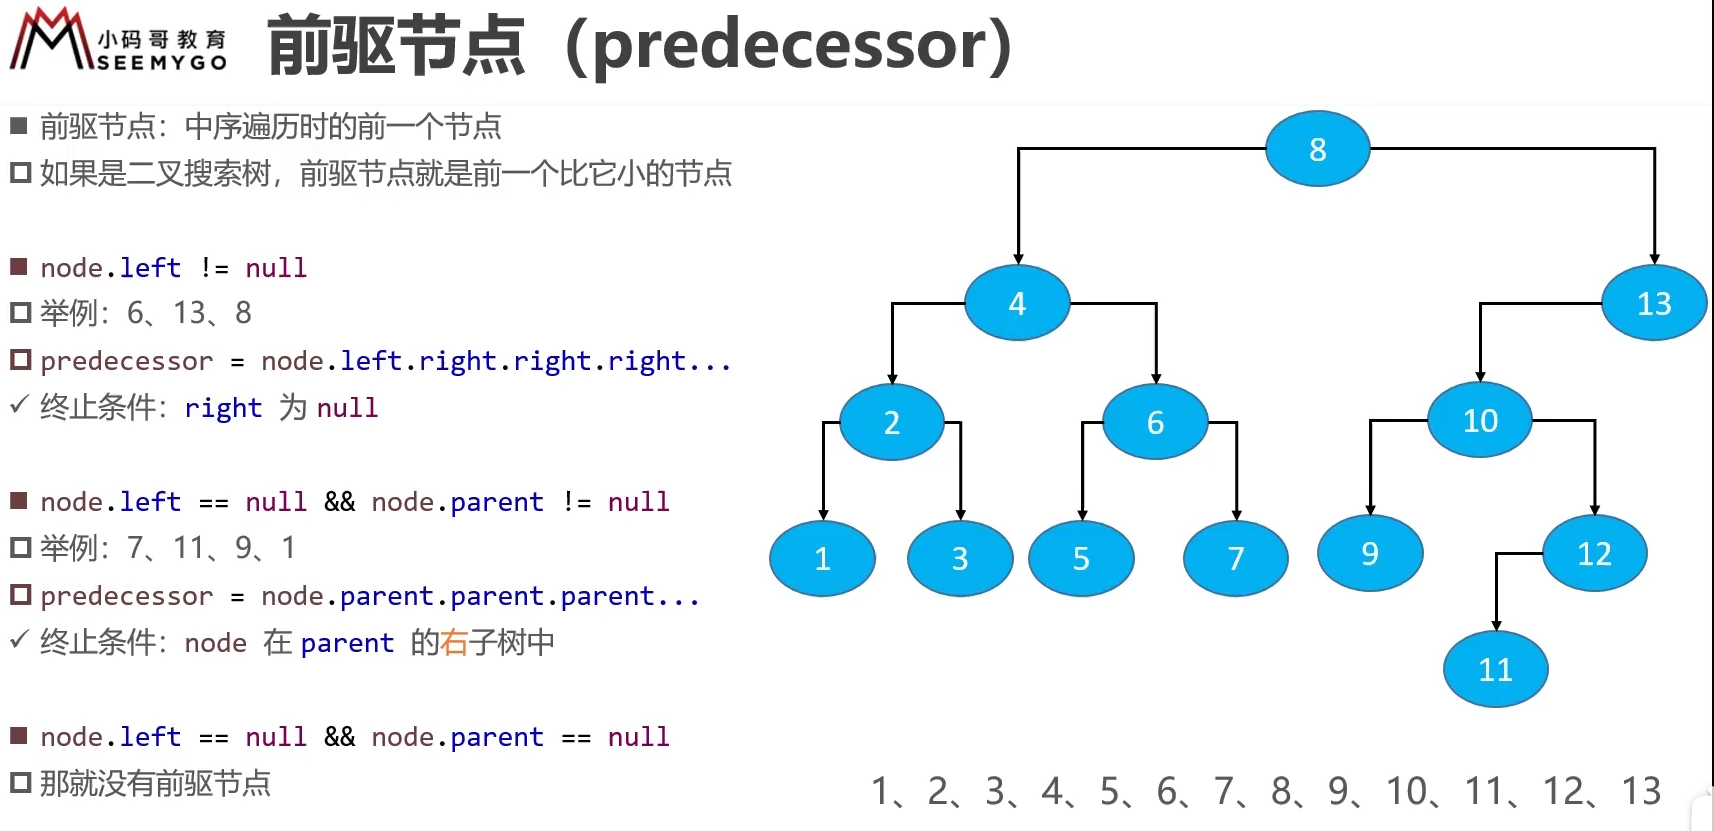 小码哥教育
SEEMYGO
前驱节点（predecessor）
前驱节点：中序遍历时的前一个节点
如果是二叉搜索树，前驱节点就是前一个比它小的节点
node.left != null
举例：6、13、8
predecessor = node.left.right.right.right...
终止条件：right 为 null
node.left == null && node.parent != null
举例：7、11、9、1
predecessor = node.parent.parent.parent...
终止条件：node 在 parent 的右子树中
node.left == null && node.parent == null
那就没有前驱节点
8
4
13
2
6
10
1
3
5
7
9
12
11
1、2、3、4、5、6、7、8、9、10、11、12、13